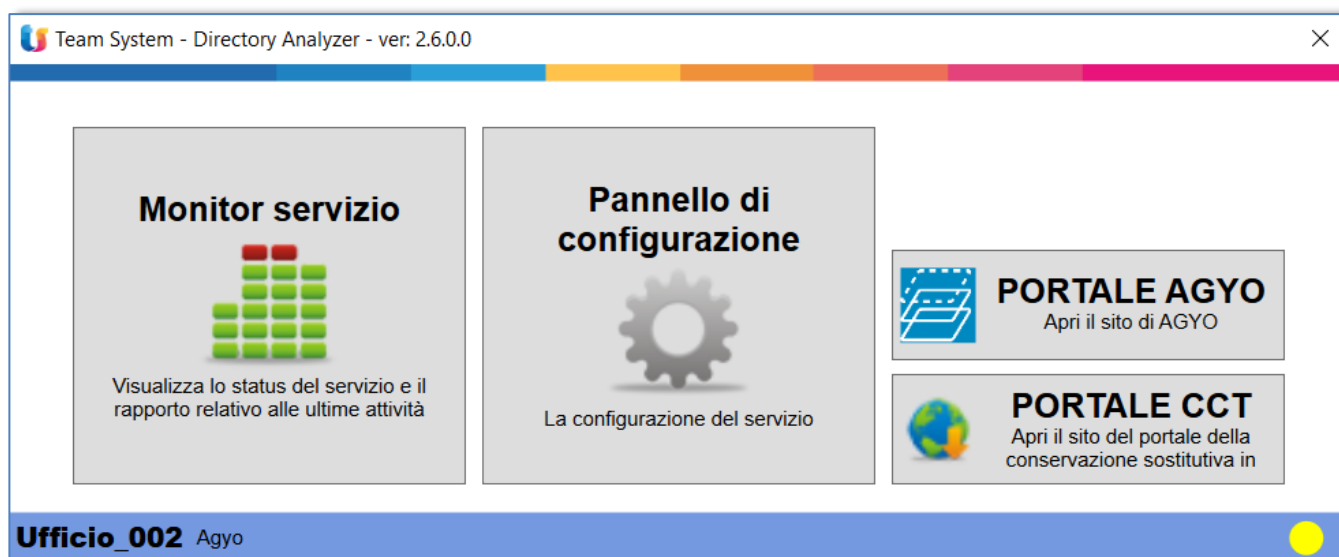 Team System - Directory Analyzer - ver: 2.6.0.0
Monitor servizio
Visualizza lo status del servizio e il
rapporto relativo alle ultime attività
Pannello di
configurazione
La configurazione del servizio
PORTALE AGYO
Apri il sito di AGYO
PORTALE CCT
Apri il sito del portale della
conservazione sostitutiva in
Ufficio_002 Agyo